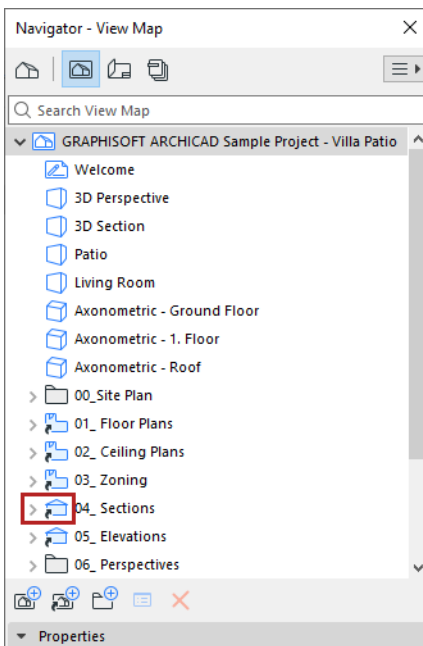 Navigator - View Map
Search View Map
GRAPHISOFT ARCHICAD Sample Project - Villa Patio
Welcome
3D Perspective
3D Section
Patio
Living Room
Axonometric - Ground Floor
Axonometric - 1. Floor
Axonometric - Roof
00_Site Plan
01_ Floor Plans
02_ Ceiling Plans
03_ Zoning
04_ Sections
05_ Elevations
06_ Perspectives
Properties